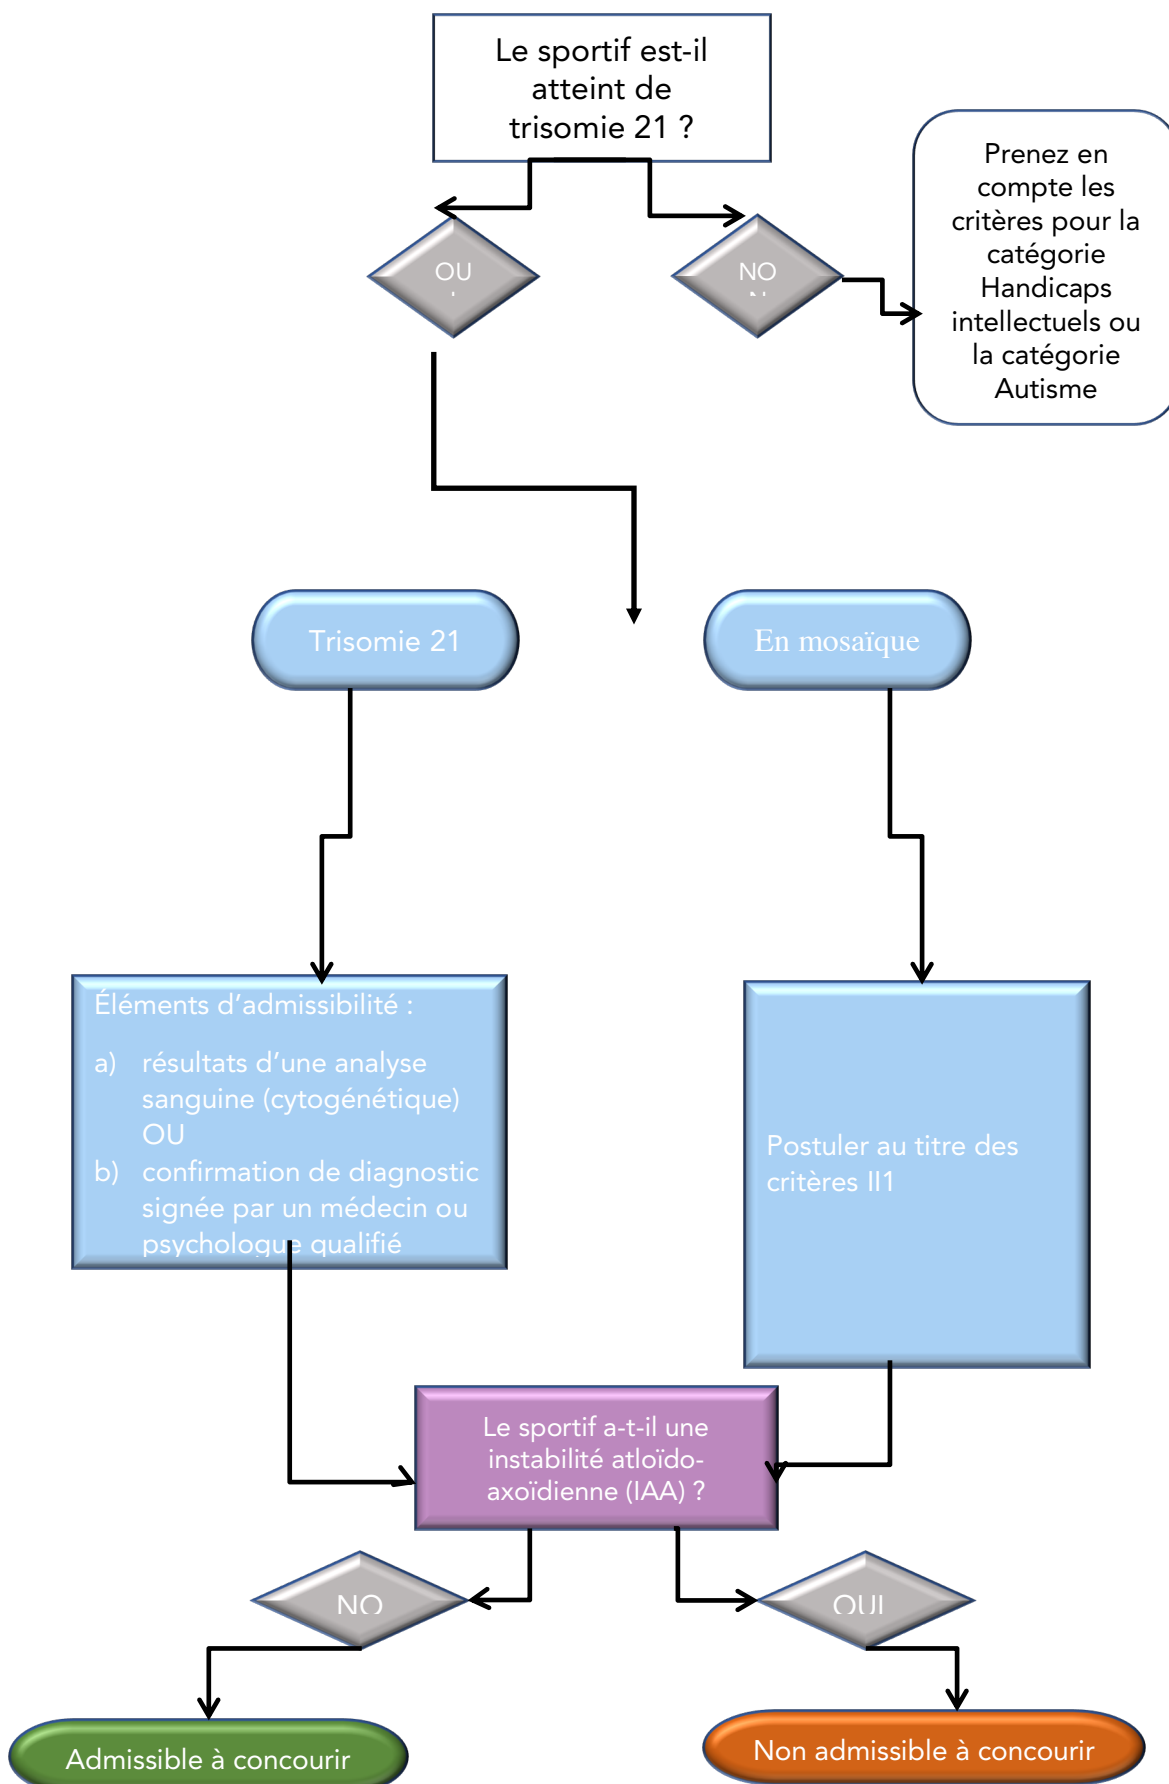 Le sportif est-il
atteint de
trisomie 21 ?
Prenez en
compte les
critères pour la
catégorie
Handicaps
intellectuels ou
la catégorie
Autisme
OU
I
NO
N
Trisomie 21
En mosaïque
Éléments d’admissibilité :
a) résultats d’une analyse
sanguine (cytogénétique)
OU
b) confirmation de diagnostic
signée par un médecin ou
psychologue qualifié
Postuler au titre des
critères II1
Le sportif a-t-il une
instabilité atloïdo-
axoïdienne (IAA) ?
NO
OUI
Admissible à concourir
Non admissible à concourir